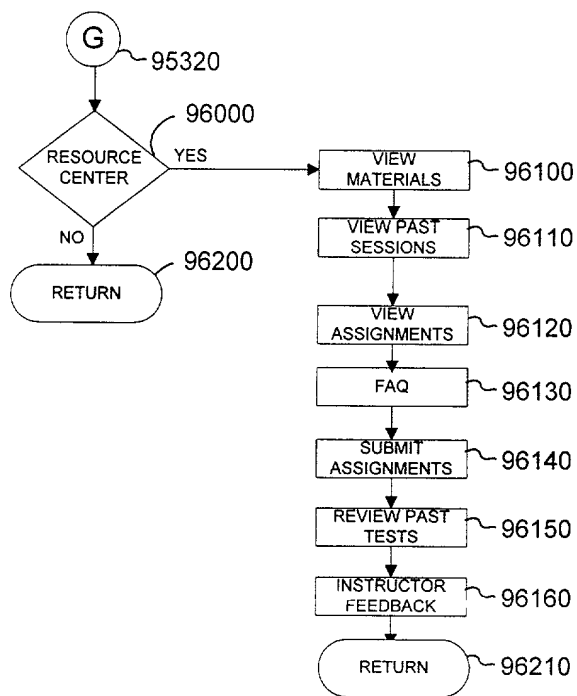 G
95320
96000
RESOURCE
CENTER
YES
NO
96200
RETURN
VIEW
MATERIALS
96100
VIEW PAST
SESSIONS
96110
VIEW
ASSIGNMENTS
96120
FAQ
96130
SUBMIT
ASSIGNMENTS
96140
REVIEW PAST
TESTS
96150
INSTRUCTOR
FEEDBACK
96160
RETURN
96210